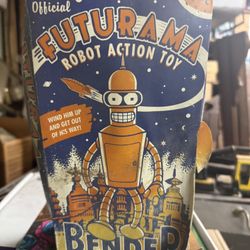 Official
FUTURAMA
ROBOT ACTION TOY
WIND HIM UP
AND GET OUT
OF HIS WAY!
BENDER